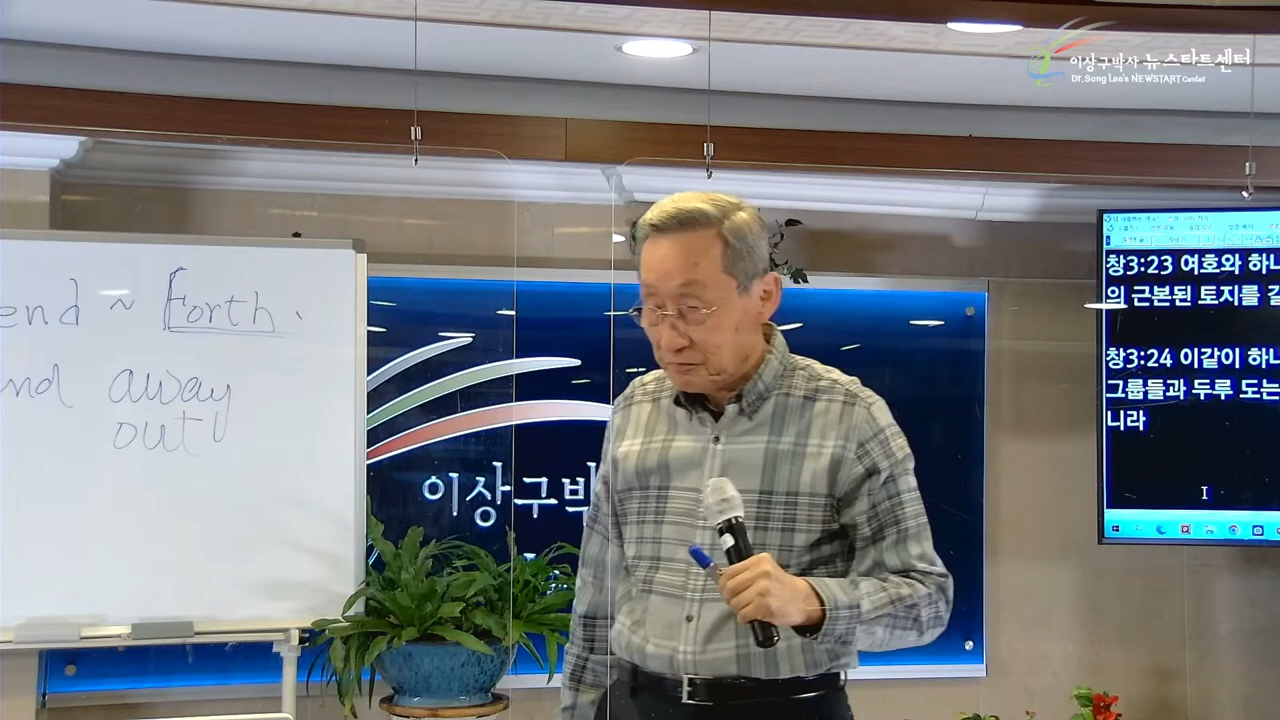 이상구박사 뉴스타트센터
Dr. Sang Lee's NEWSTART Center
end ~ Forth.
nd away
out
이상구박
창3:23 여호와 하나
의 근본된 토지를 갈
창3:24 이같이 하나
그룹들과 두루 도는
니라